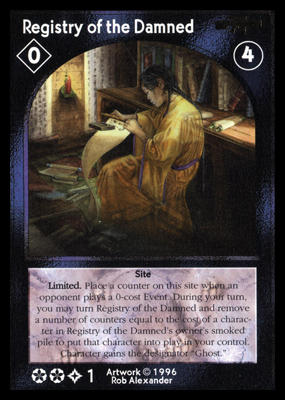 Registry of the Damned
0
4
Site
Limited. Place a counter on this site when an
opponent plays a 0-cost Event. During your turn,
you may turn Registry of the Damned and remove
a number of counters equal to the cost of a charac-
ter in Registry of the Damned's owner's smoked
pile to put that character into play in your control.
Character gains the designator "Ghost."
1
Artwork © 1996
Rob Alexander